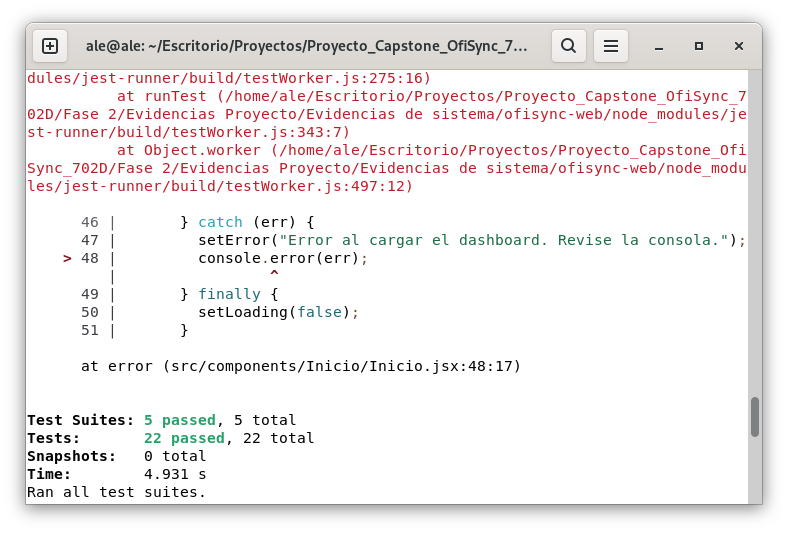 ale@ale: ~/Escritorio/Proyectos/Proyecto_Capstone_OfiSync_7...
dules/jest-runner/build/testWorker.js:275:16)
at runTest (/home/ale/Escritorio/Proyectos/Proyecto_Capstone_OfiSync_7
02D/Fase 2/Evidencias Proyecto/Evidencias de sistema/ofisync-web/node_modules/je
st-runner/build/testWorker.js:343:7)
at Object.worker (/home/ale/Escritorio/Proyectos/Proyecto_Capstone_Ofi
Sync_702D/Fase 2/Evidencias Proyecto/Evidencias de sistema/ofisync-web/node_modu
les/jest-runner/build/testWorker.js:497:12)
46 |       } catch (err) {
47 |         setError("Error al cargar el dashboard. Revise la consola.");
> 48 |         console.error(err);
|                 ^
49 |       } finally {
50 |         setLoading(false);
51 |       }
at error (src/components/Inicio/Inicio.jsx:48:17)
Test Suites: 5 passed, 5 total
Tests:       22 passed, 22 total
Snapshots:   0 total
Time:        4.931 s
Ran all test suites.